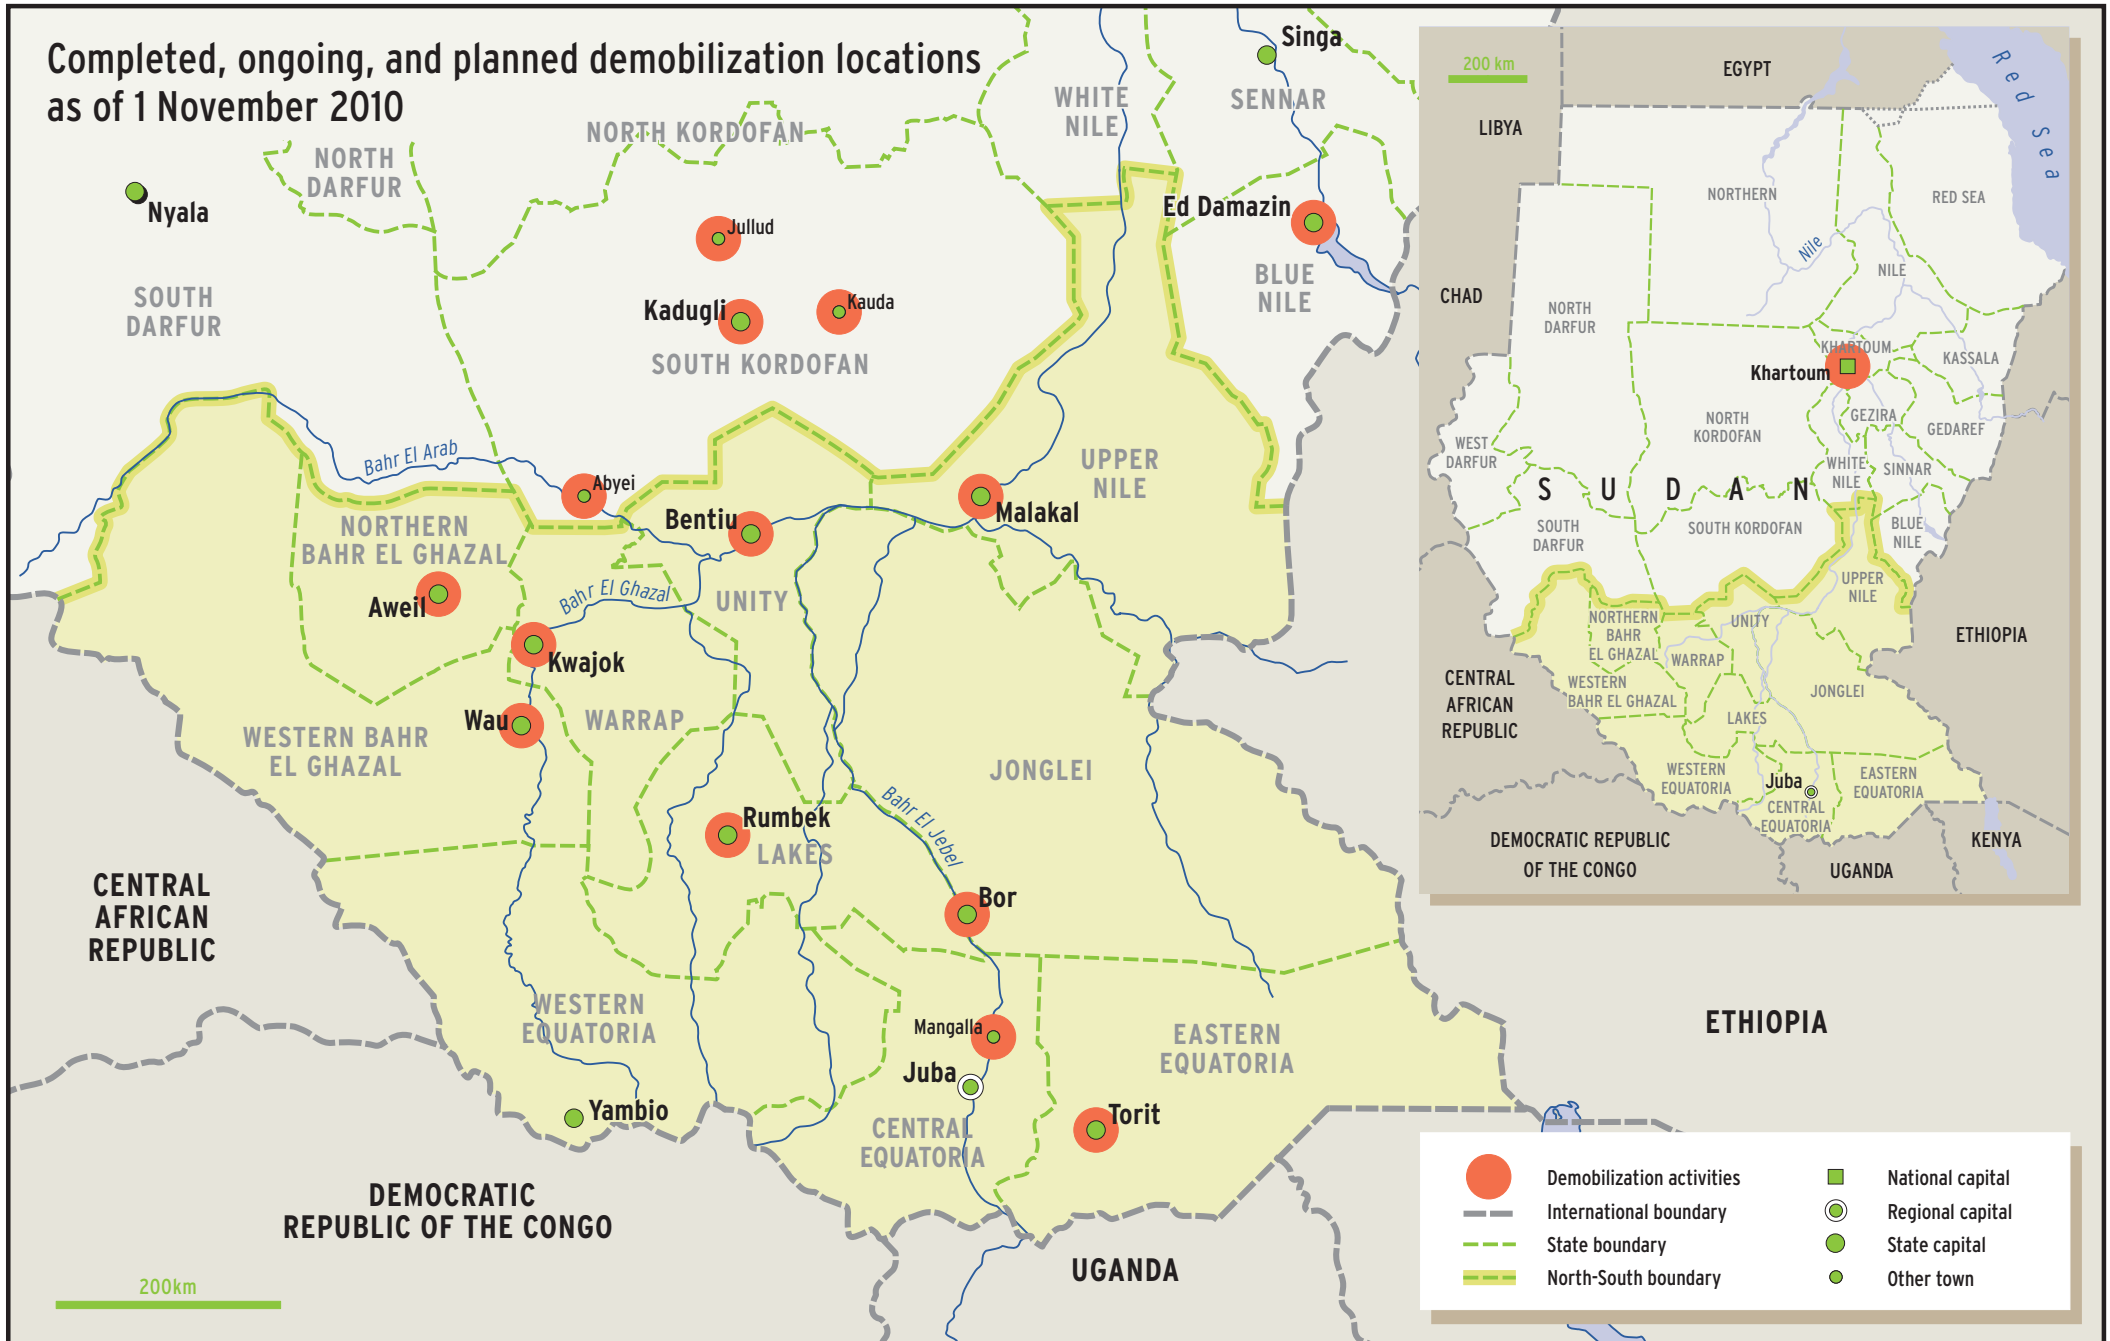 Completed, ongoing, and planned demobilization locations
as of 1 November 2010
Singa
SENNAR
WHITE
NILE
NORTH KORDOFAN
NORTH
DARFUR
Nyala
Jullud
Ed Damazin
BLUE
NILE
SOUTH
DARFUR
Kadugli
Kauda
SOUTH KORDOFAN
Bahr El Arab
Abyei
UPPER
NILE
Bentiu
Malakal
NORTHERN
BAHR EL GHAZAL
Aweil
Bahr El Ghazal
UNITY
Kwajok
Wau
WARRAP
WESTERN BAHR
EL GHAZAL
JONGLEI
Rumbek
LAKES
Bahr El Jebel
Bor
CENTRAL
AFRICAN
REPUBLIC
WESTERN
EQUATORIA
Mangalla
EASTERN
EQUATORIA
ETHIOPIA
Juba
Yambio
Torit
CENTRAL
EQUATORIA
DEMOCRATIC
REPUBLIC OF THE CONGO
UGANDA
200km
200 km
EGYPT
Red Sea
LIBYA
NORTHERN
RED SEA
Nile
NILE
CHAD
NORTH
DARFUR
KHARTOUM
Khartoum
KASSALA
NORTH
KORDOFAN
GEZIRA
GEDAREF
WEST
DARFUR
WHITE
NILE
SINNAR
SUDAN
SOUTH
DARFUR
SOUTH KORDOFAN
BLUE
NILE
UPPER
NILE
NORTHERN
BAHR
EL GHAZAL
UNITY
ETHIOPIA
WARRAP
CENTRAL
AFRICAN
REPUBLIC
WESTERN
BAHR EL GHAZAL
JONGLEI
LAKES
WESTERN
EQUATORIA
Juba
EASTERN
EQUATORIA
CENTRAL
EQUATORIA
DEMOCRATIC REPUBLIC
OF THE CONGO
KENYA
UGANDA
Demobilization activities
International boundary
State boundary
North-South boundary
National capital
Regional capital
State capital
Other town